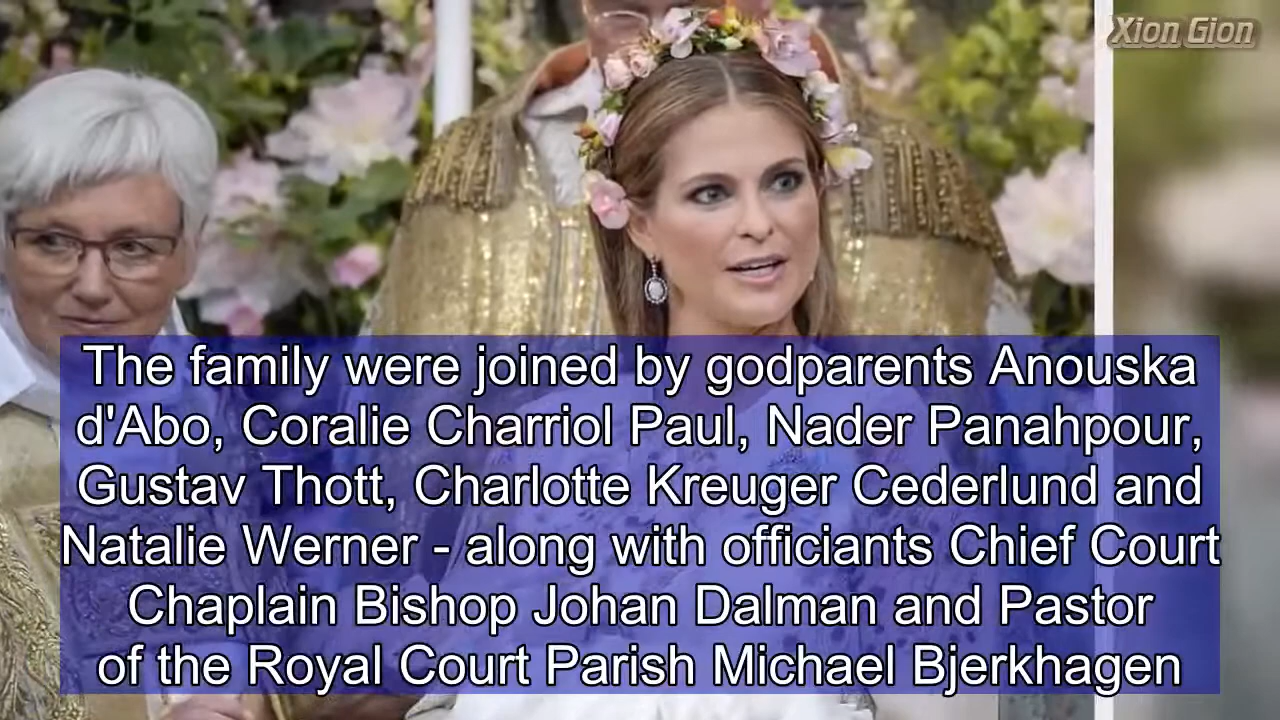 Xion Gion
The family were joined by godparents Anouska
d'Abo, Coralie Charriol Paul, Nader Panahpour,
Gustav Thott, Charlotte Kreuger Cederlund and
Natalie Werner - along with officiants Chief Court
Chaplain Bishop Johan Dalman and Pastor
of the Royal Court Parish Michael Bjerkhagen